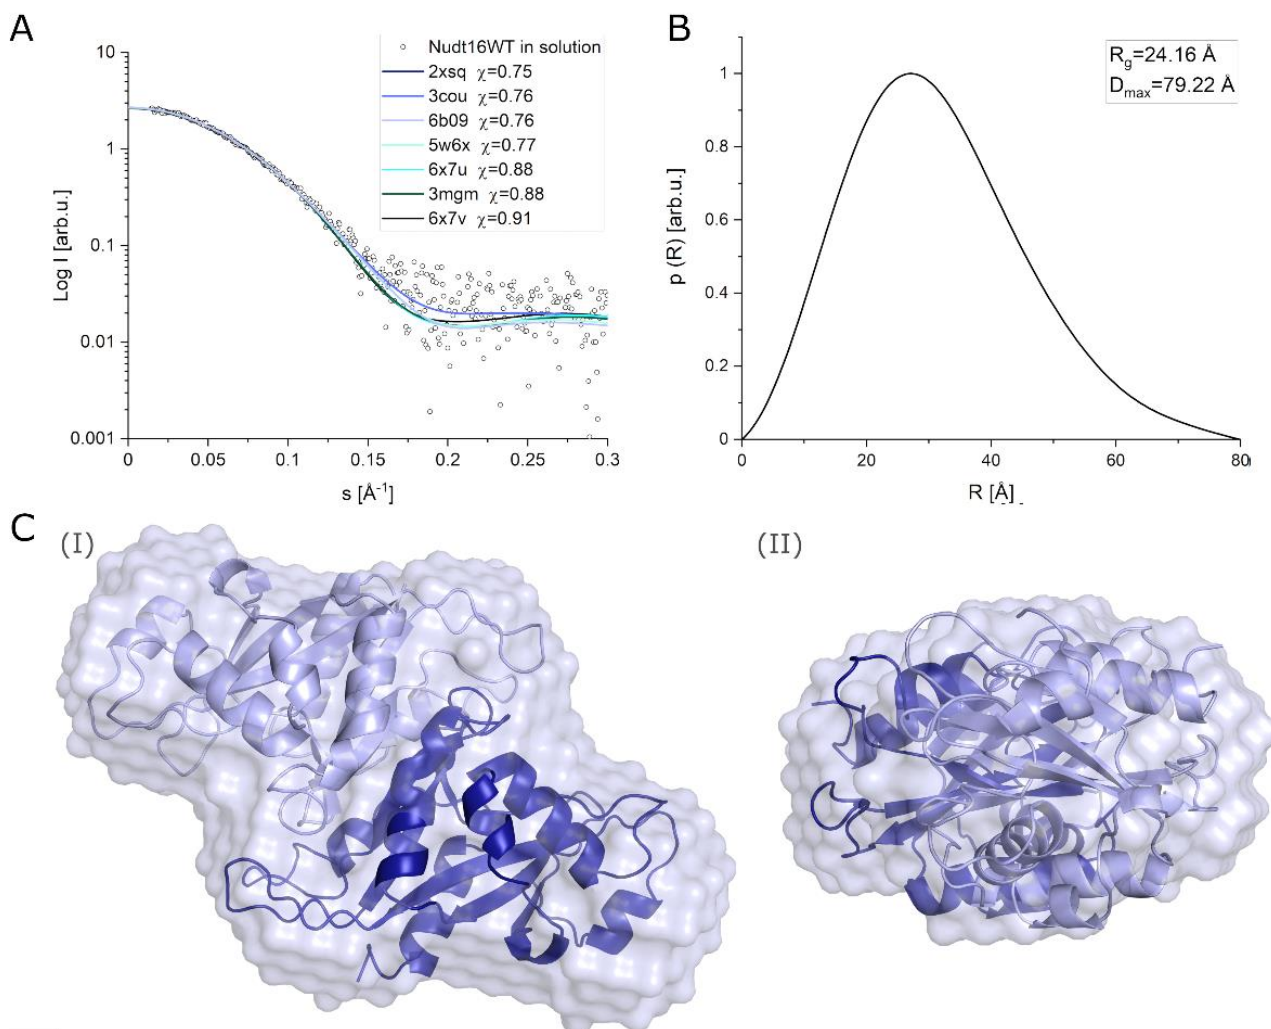 A
Log I [arb.u.]
10
1
0.1
0.01
0.001
0
0.05
0.1
0.15
0.2
0.25
0.3
s [Å⁻¹]
Nudt16WT in solution
2xsq χ=0.75
3cou χ=0.76
6b09 χ=0.76
5w6x χ=0.77
6x7u χ=0.88
3mgm χ=0.88
6x7v χ=0.91
B
p (R) [arb.u.]
1
0.8
0.6
0.4
0.2
0
0
20
40
60
80
R [Å]
Rg=24.16 Å
Dmax=79.22 Å
C
(I)
(II)